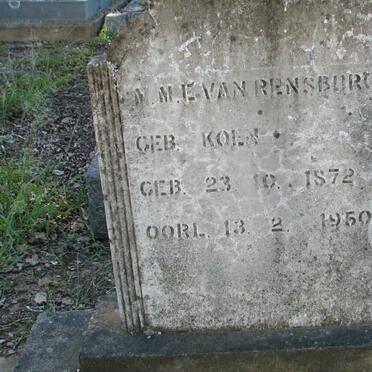 M.M.E. VAN RENSBURG
GEB. KOEN
GEB. 23. 10. 1872
OORL. 13. 2. 1950